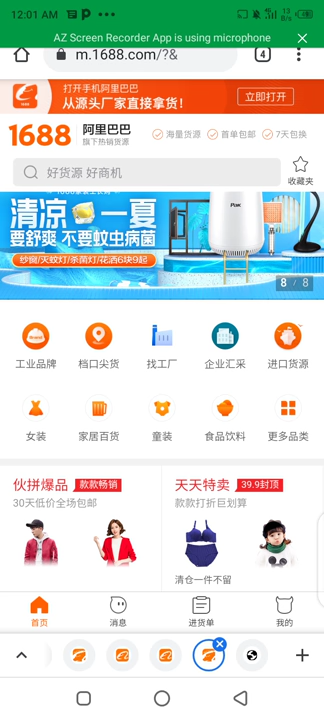 12:01 AM
13 B/s
AZ Screen Recorder App is using microphone
m.1688.com/?&
4
打开手机阿里巴巴
从源头厂家直接拿货！
立即打开
1688 阿里巴巴
旗下热销货源
海量货源 首单包邮 7天包换
好货源 好商机
收藏夹
清凉 一夏
要舒爽 不要蚊虫病菌
纱窗/灭蚊灯/杀菌灯/花洒6块9起
8 / 8
工业品牌 档口尖货 找工厂 企业汇采 进口货源
女装 家居百货 童装 食品饮料 更多品类
伙拼爆品 款款畅销
30天低价全场包邮
天天特卖 39.9封顶
款款打折巨划算
清仓一件不留
首页 消息 进货单 我的